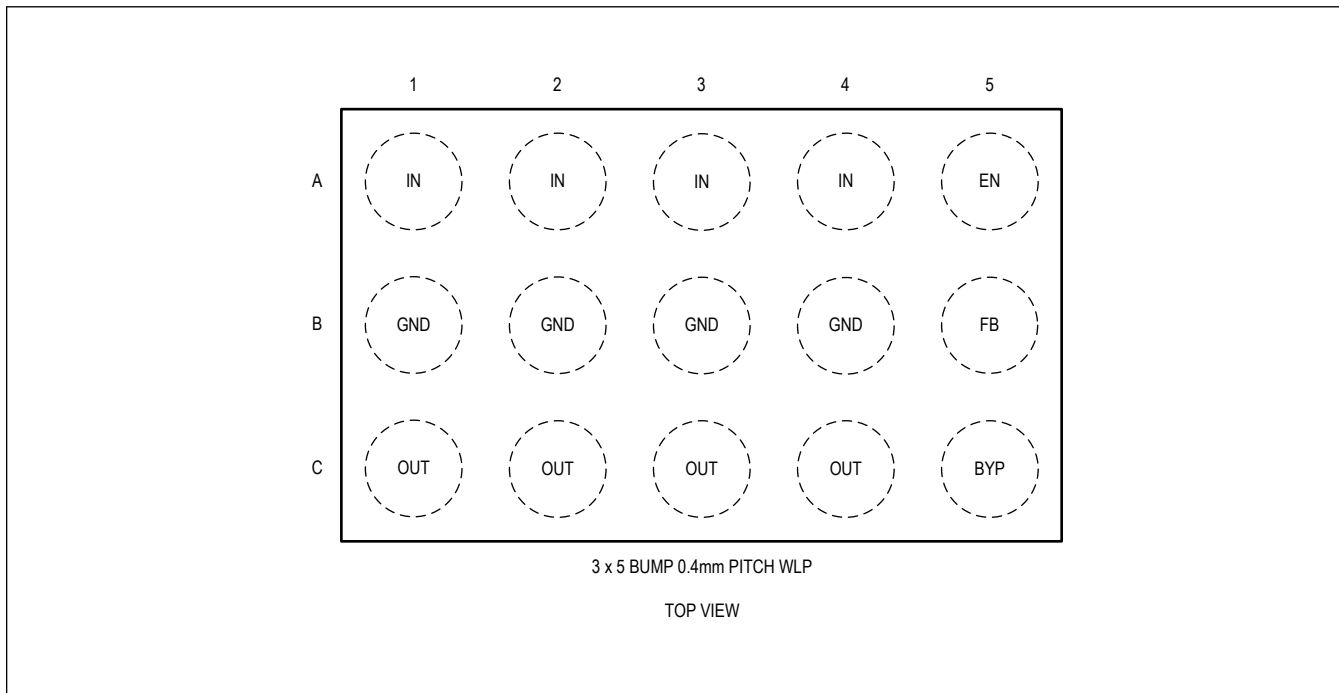 1 2 3 4 5
A IN IN IN IN EN
B GND GND GND GND FB
C OUT OUT OUT OUT BYP
3 x 5 BUMP 0.4mm PITCH WLP
TOP VIEW